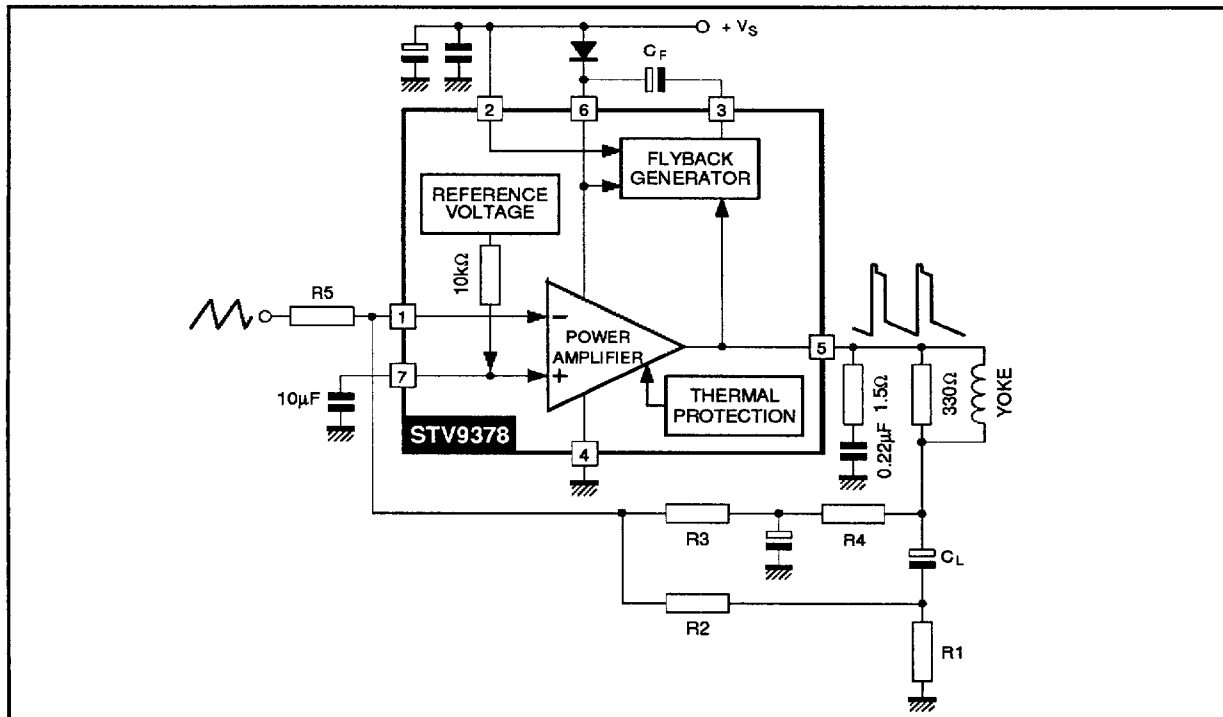 + VS
CF
2
6
3
FLYBACK
GENERATOR
REFERENCE
VOLTAGE
10kΩ
R5
1
−
POWER
AMPLIFIER
5
7
+
10µF
THERMAL
PROTECTION
1.5Ω
0.22µF
330Ω
YOKE
STV9378
4
R3
R4
CL
R2
R1